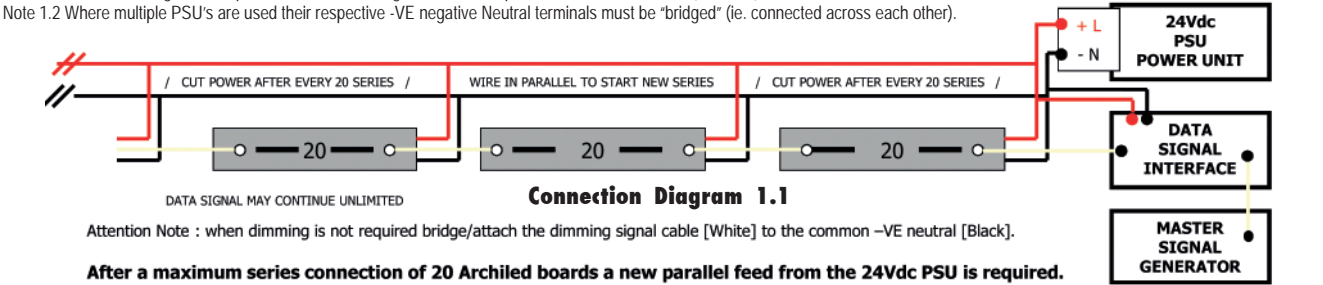 Note 1.2 Where multiple PSU's are used their respective -VE negative Neutral terminals must be "bridged" (ie. connected across each other).
+ L
- N
24Vdc
PSU
POWER UNIT
/ CUT POWER AFTER EVERY 20 SERIES /
WIRE IN PARALLEL TO START NEW SERIES
/ CUT POWER AFTER EVERY 20 SERIES /
20
20
20
DATA
SIGNAL
INTERFACE
DATA SIGNAL MAY CONTINUE UNLIMITED
Connection Diagram 1.1
Attention Note : when dimming is not required bridge/attach the dimming signal cable [White] to the common –VE neutral [Black].
MASTER
SIGNAL
GENERATOR
After a maximum series connection of 20 Archiled boards a new parallel feed from the 24Vdc PSU is required.